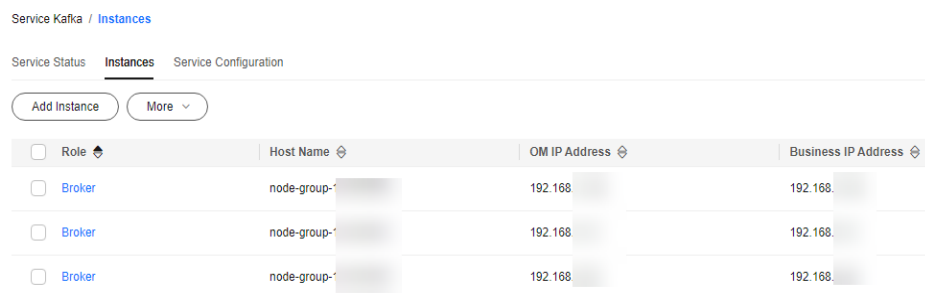 Service Kafka / Instances
Service Status Instances Service Configuration
Add Instance More
Role Host Name OM IP Address Business IP Address
Broker node-group-1 192.168. 192.168.
Broker node-group-1 192.168. 192.168.
Broker node-group-1 192.168. 192.168.